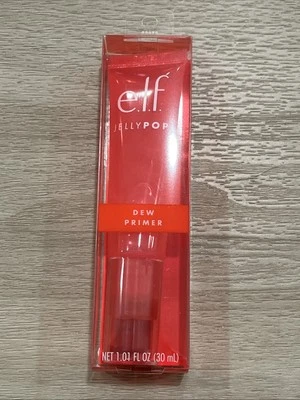 e.l.f.
JELLYPOP
DEW
PRIMER
NET 1.01 FL OZ (30 mL)